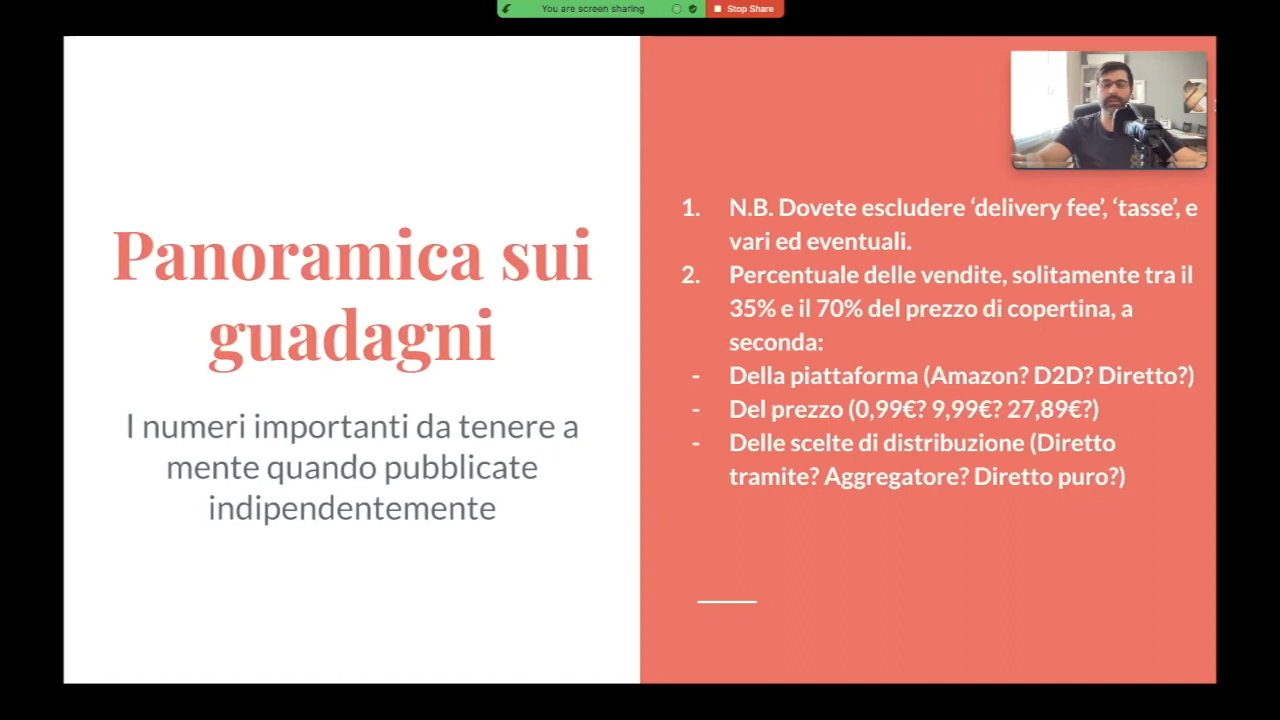 You are screen sharing
Stop Share
Panoramica sui
guadagni
I numeri importanti da tenere a
mente quando pubblicate
indipendentemente
1. N.B. Dovete escludere ‘delivery fee’, ‘tasse’, e
vari ed eventuali.
2. Percentuale delle vendite, solitamente tra il
35% e il 70% del prezzo di copertina, a
seconda:
- Della piattaforma (Amazon? D2D? Diretto?)
- Del prezzo (0,99€? 9,99€? 27,89€?)
- Delle scelte di distribuzione (Diretto
tramite? Aggregatore? Diretto puro?)